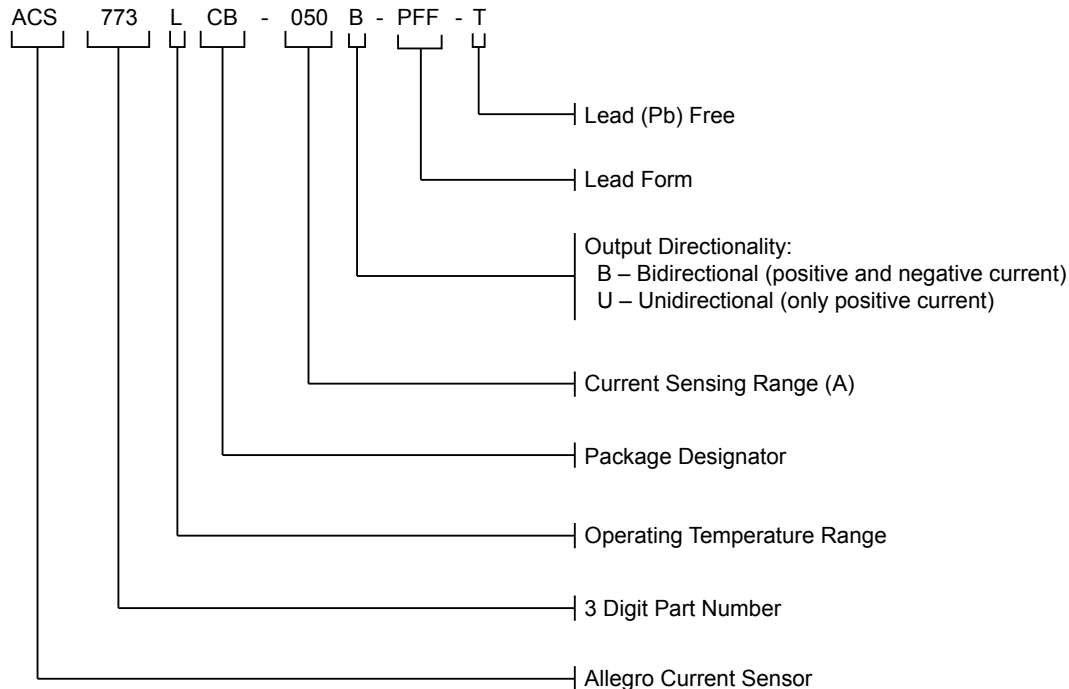 ACS 773 L CB - 050 B - PFF - T
Lead (Pb) Free
Lead Form
Output Directionality:
B – Bidirectional (positive and negative current)
U – Unidirectional (only positive current)
Current Sensing Range (A)
Package Designator
Operating Temperature Range
3 Digit Part Number
Allegro Current Sensor